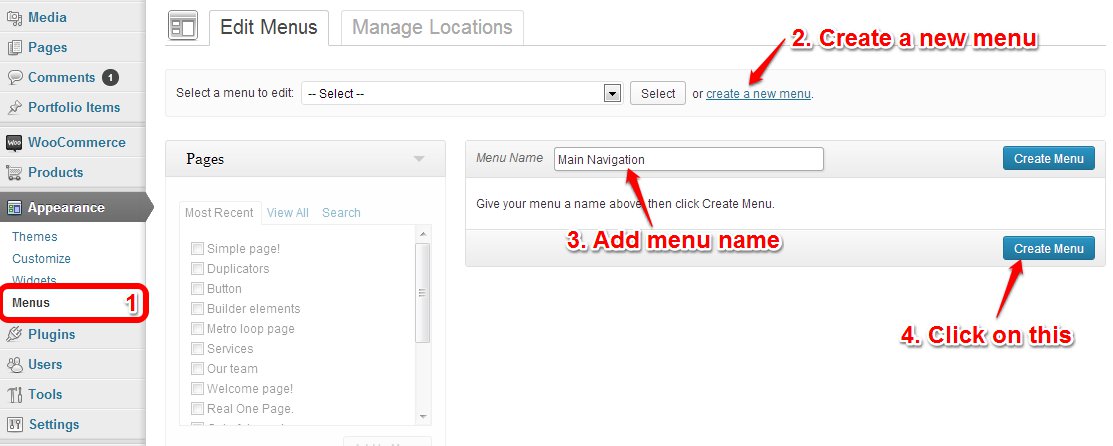 Media
Pages
Comments 1
Portfolio Items
WooCommerce
Products
Appearance
Themes
Customize
Widgets
Menus 1
Plugins
Users
Tools
Settings
Edit Menus
Manage Locations
2. Create a new menu
Select a menu to edit: -- Select -- Select or create a new menu.
Pages
Most Recent View All Search
Simple page!
Duplicators
Button
Builder elements
Metro loop page
Services
Our team
Welcome page!
Real One Page.
Menu Name Main Navigation Create Menu
Give your menu a name above, then click Create Menu.
3. Add menu name
Create Menu
4. Click on this